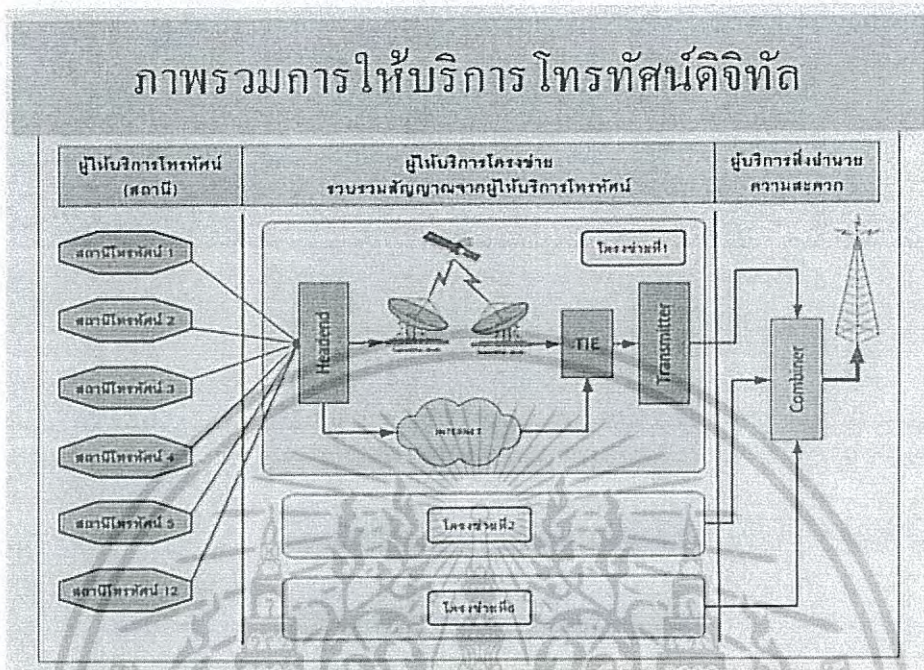 ภาพรวมการให้บริการโทรทัศน์ดิจิทัล
ผู้ให้บริการโทรทัศน์
(สถานี)
ผู้ให้บริการโครงข่าย
รวบรวมสัญญาณจากผู้ให้บริการโทรทัศน์
ผู้บริการสิ่งอำนวย
ความสะดวก
สถานีโทรทัศน์ 1
สถานีโทรทัศน์ 2
สถานีโทรทัศน์ 3
สถานีโทรทัศน์ 4
สถานีโทรทัศน์ 5
สถานีโทรทัศน์ 12
โครงข่ายที่1
Headend
TIE
Transmitter
INTERNET
Combiner
โครงข่ายที่2